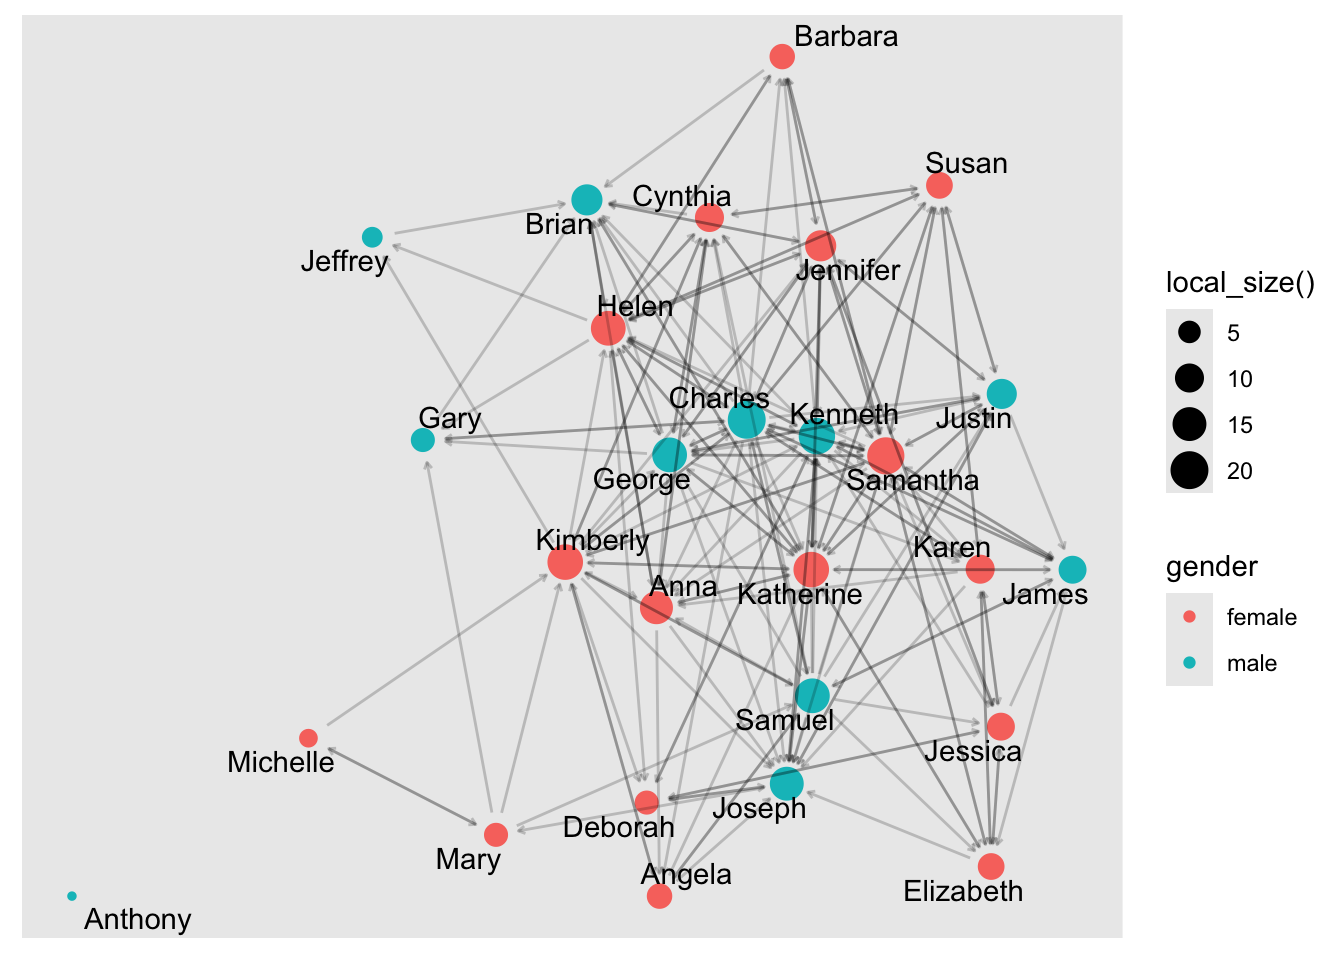 Barbara
Susan
Cynthia
Brian
Jeffrey
Jennifer
Helen
Charles
Kenneth
Gary
Justin
George
Samantha
Kimberly
Karen
Anna
Katherine
James
Samuel
Jessica
Michelle
Joseph
Deborah
Mary
Angela
Elizabeth
Anthony
local_size()
5
10
15
20
gender
female
male